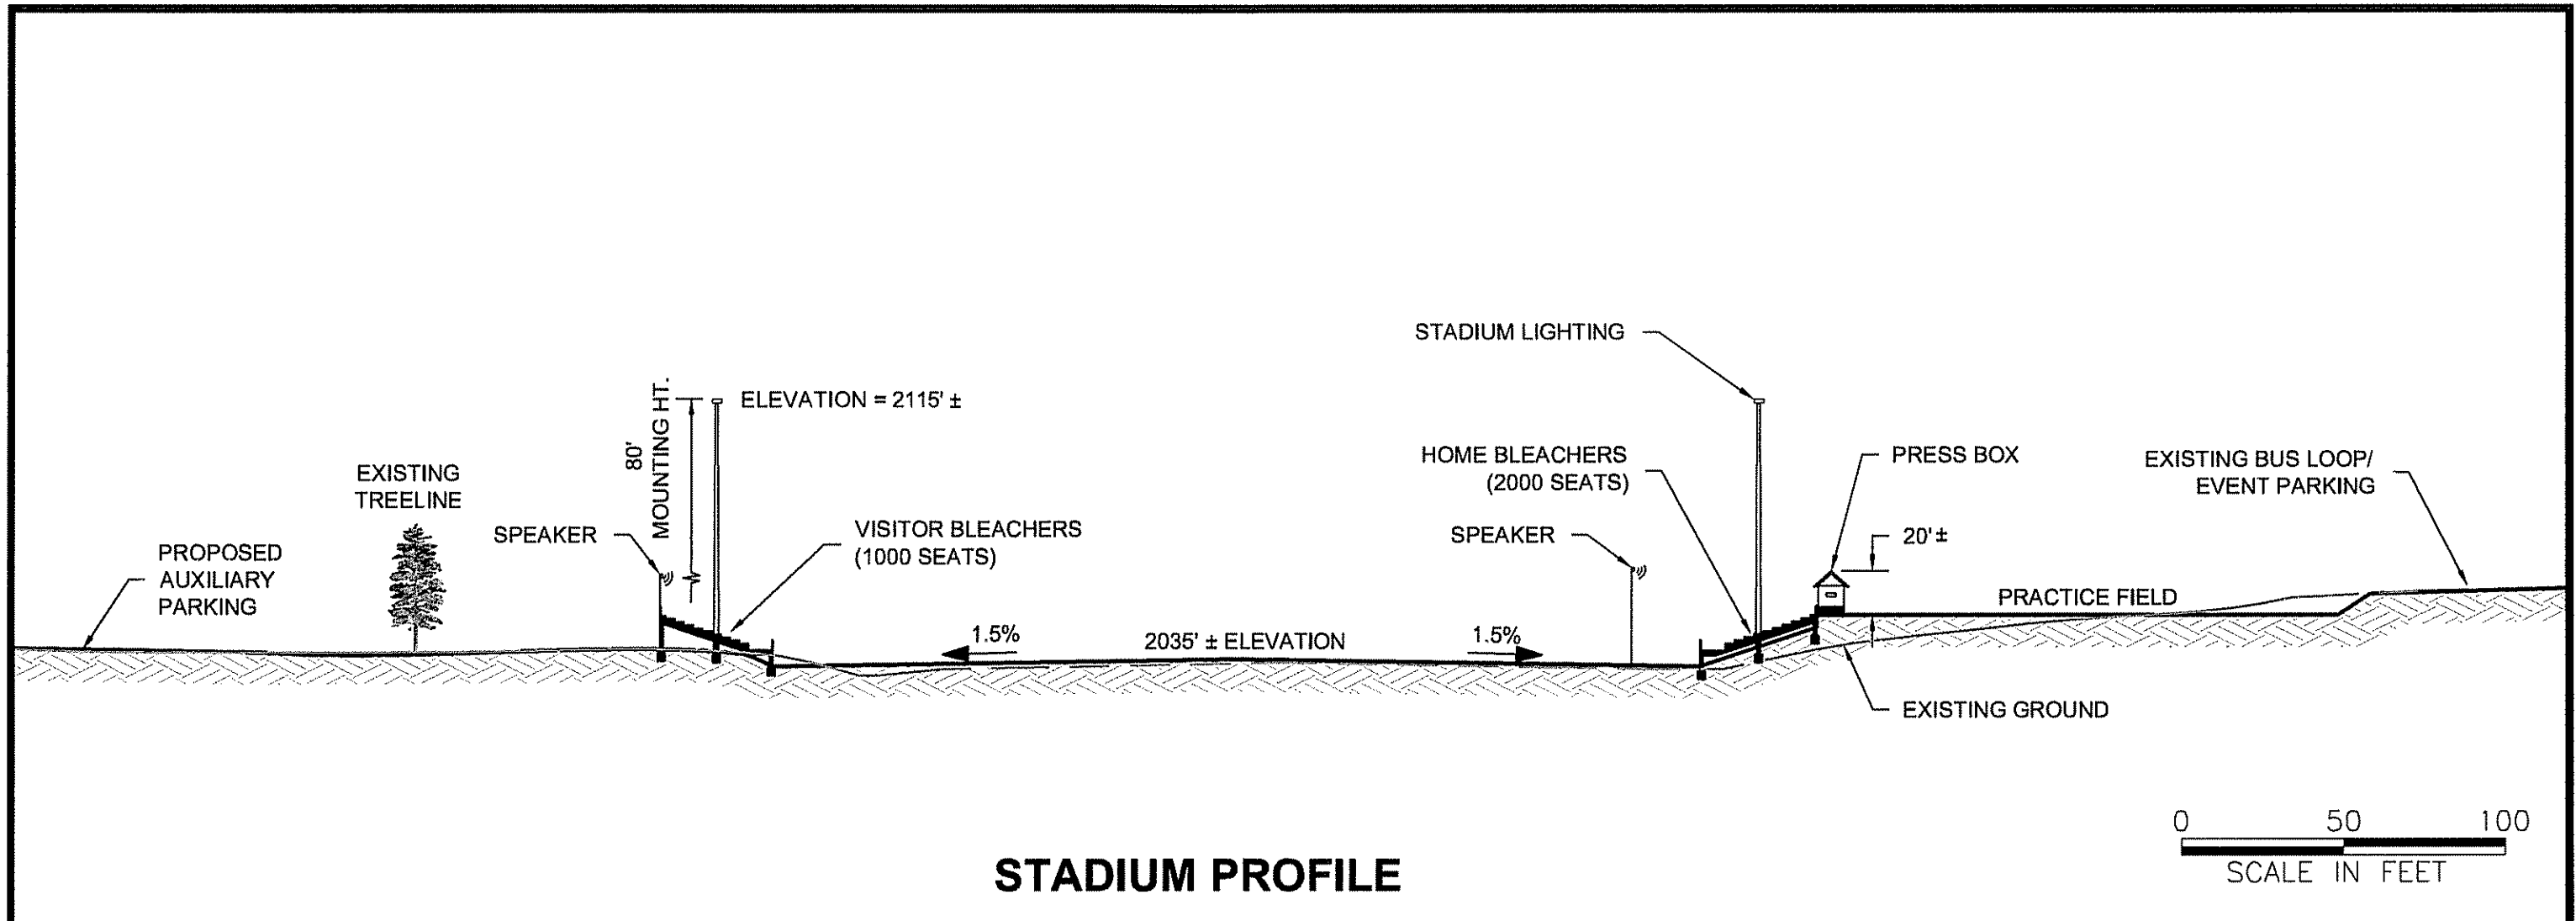 STADIUM LIGHTING
80'
MOUNTING HT.
ELEVATION = 2115' ±
EXISTING
TREELINE
HOME BLEACHERS
(2000 SEATS)
PRESS BOX
EXISTING BUS LOOP/
EVENT PARKING
SPEAKER
VISITOR BLEACHERS
(1000 SEATS)
SPEAKER
20' ±
PROPOSED
AUXILIARY
PARKING
PRACTICE FIELD
1.5%
2035' ± ELEVATION
1.5%
EXISTING GROUND
0 50 100
SCALE IN FEET
STADIUM PROFILE